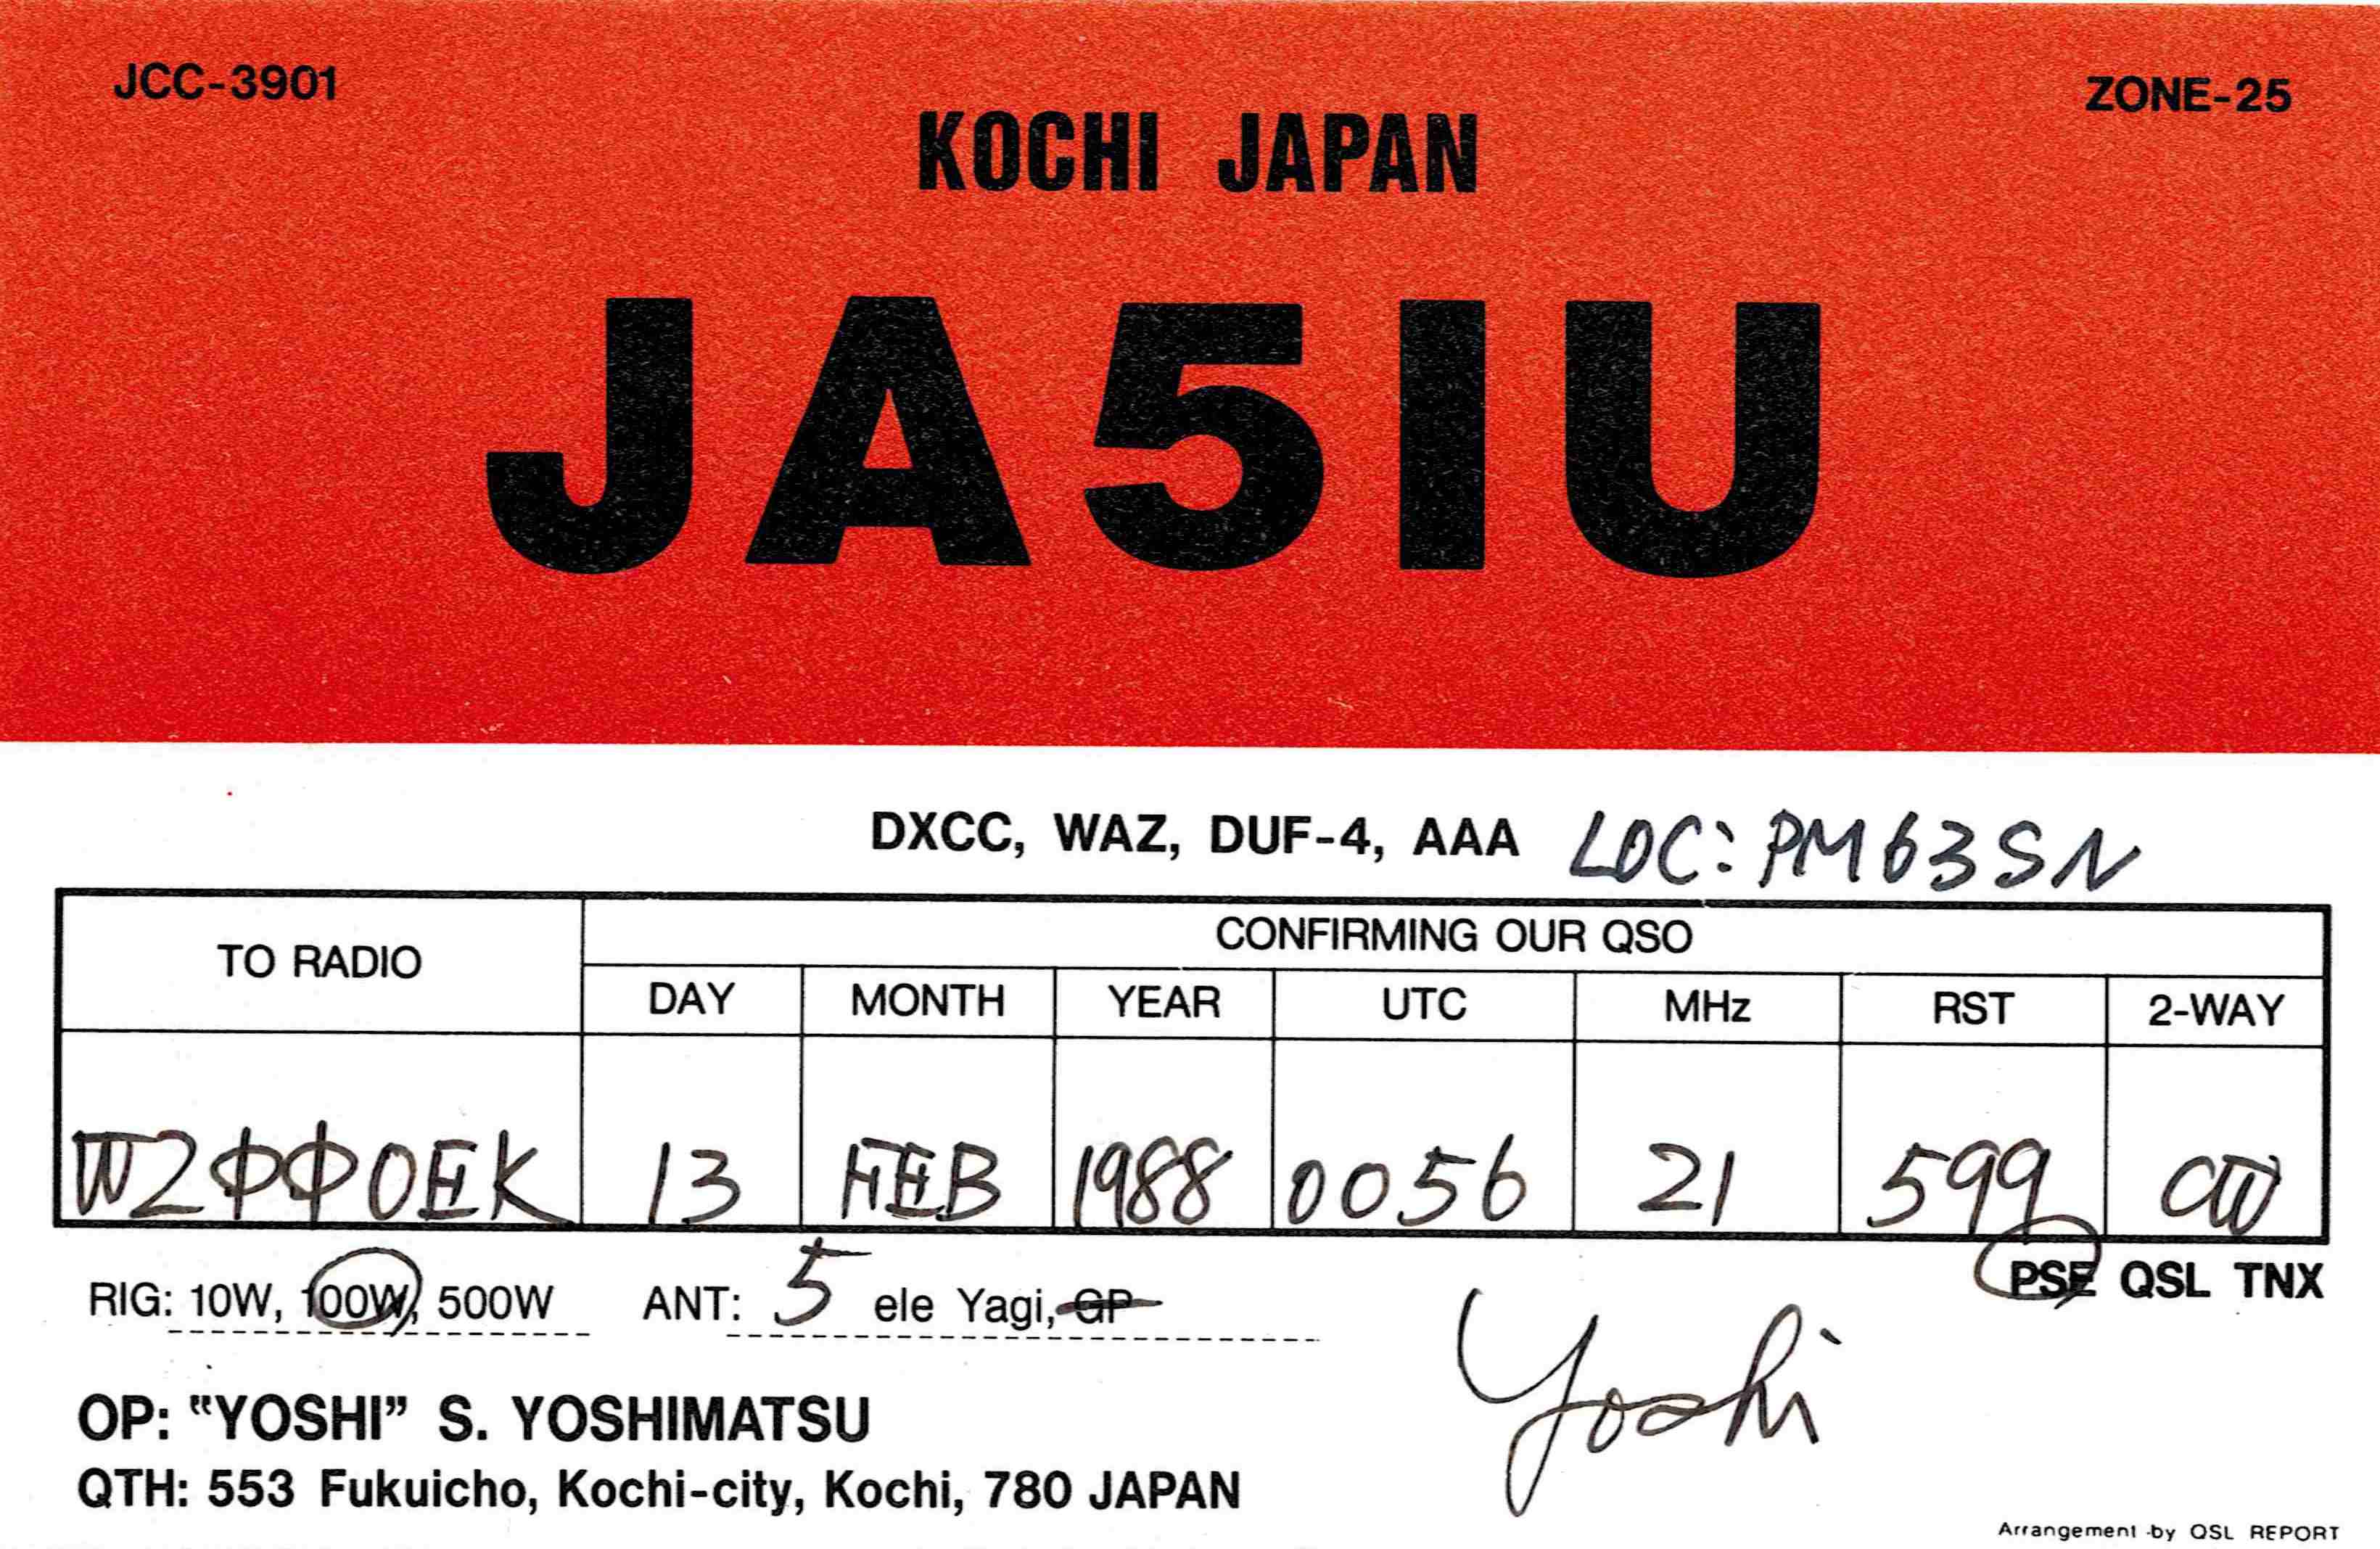 JCC-3901
ZONE-25
KOCHI JAPAN
JA5IU
DXCC, WAZ, DUF-4, AAA LOC: PM63SN
TO RADIO
CONFIRMING OUR QSO
DAY MONTH YEAR UTC MHz RST 2-WAY
W2ΦΦOEK 13 FEB 1988 0056 21 599 CW
RIG: 10W, 100W, 500W ANT: 5 ele Yagi, GP
PSE QSL TNX
Yoshi
OP: "YOSHI" S. YOSHIMATSU
QTH: 553 Fukuicho, Kochi-city, Kochi, 780 JAPAN
Arrangement by QSL REPORT